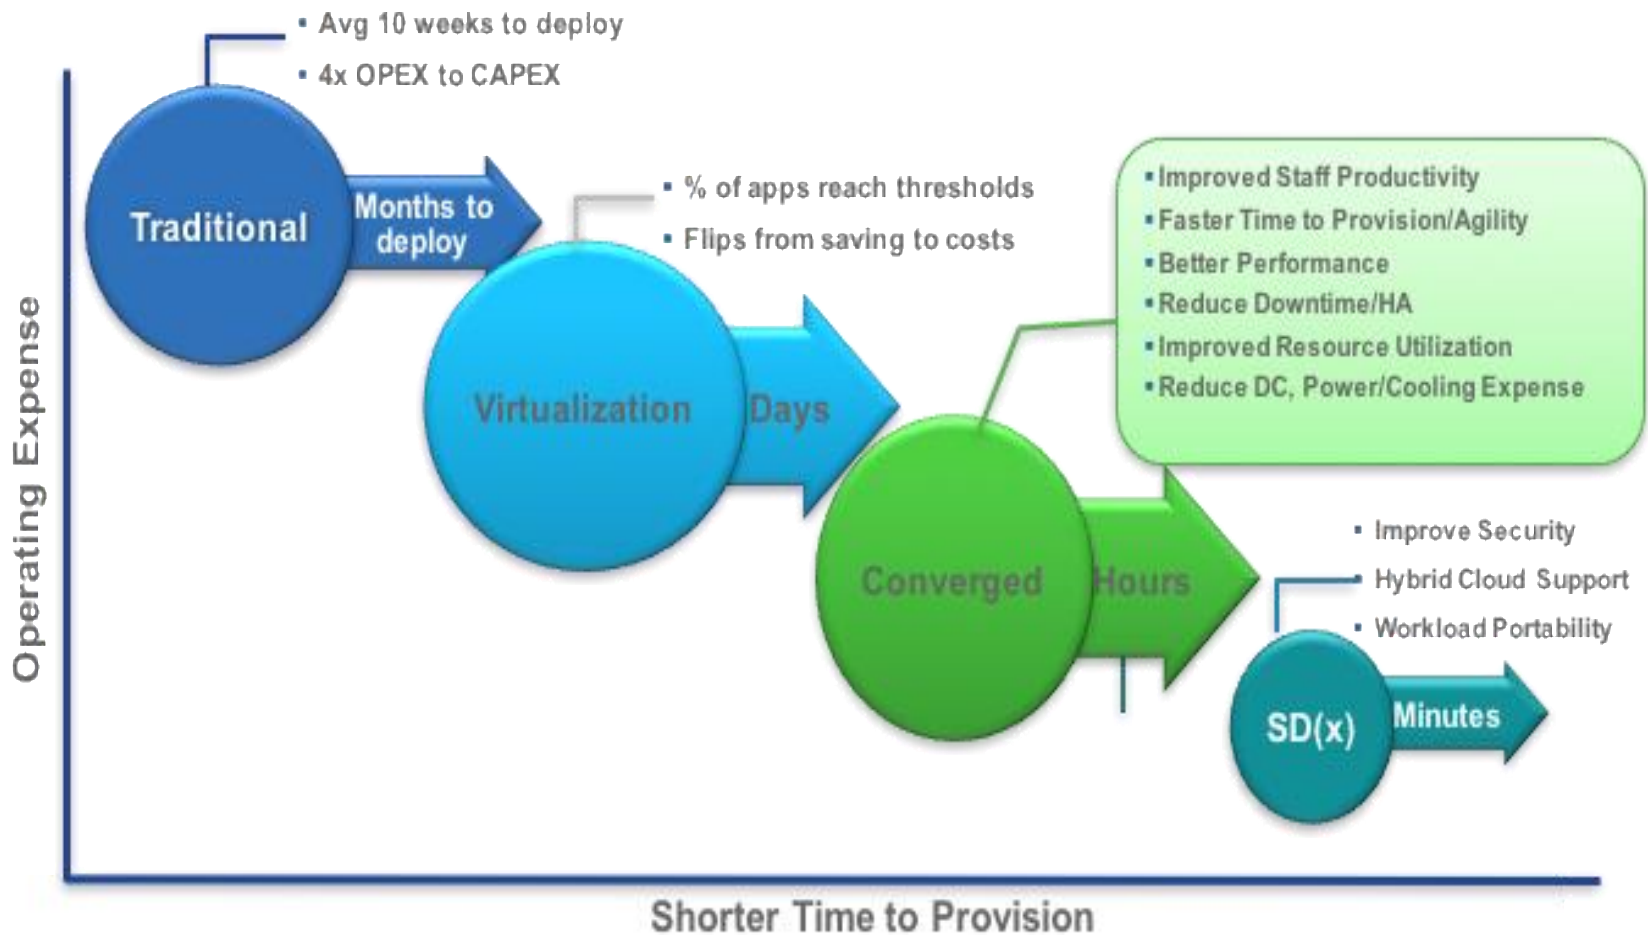 ▪ Avg 10 weeks to deploy
▪ 4x OPEX to CAPEX
Traditional
Months to
deploy
▪ % of apps reach thresholds
▪ Flips from saving to costs
Virtualization
Days
▪Improved Staff Productivity
▪Faster Time to Provision/Agility
▪Better Performance
▪Reduce Downtime/HA
▪Improved Resource Utilization
▪Reduce DC, Power/Cooling Expense
Converged
Hours
▪ Improve Security
▪ Hybrid Cloud Support
▪ Workload Portability
SD(x)
Minutes
Operating Expense
Shorter Time to Provision